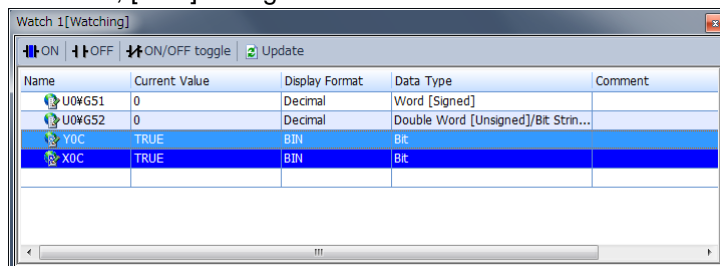 Watch 1[Watching]
ON OFF ON/OFF toggle Update
Name Current Value Display Format Data Type Comment
U0¥G51 0 Decimal Word [Signed]
U0¥G52 0 Decimal Double Word [Unsigned]/Bit Strin...
Y0C TRUE BIN Bit
X0C TRUE BIN Bit